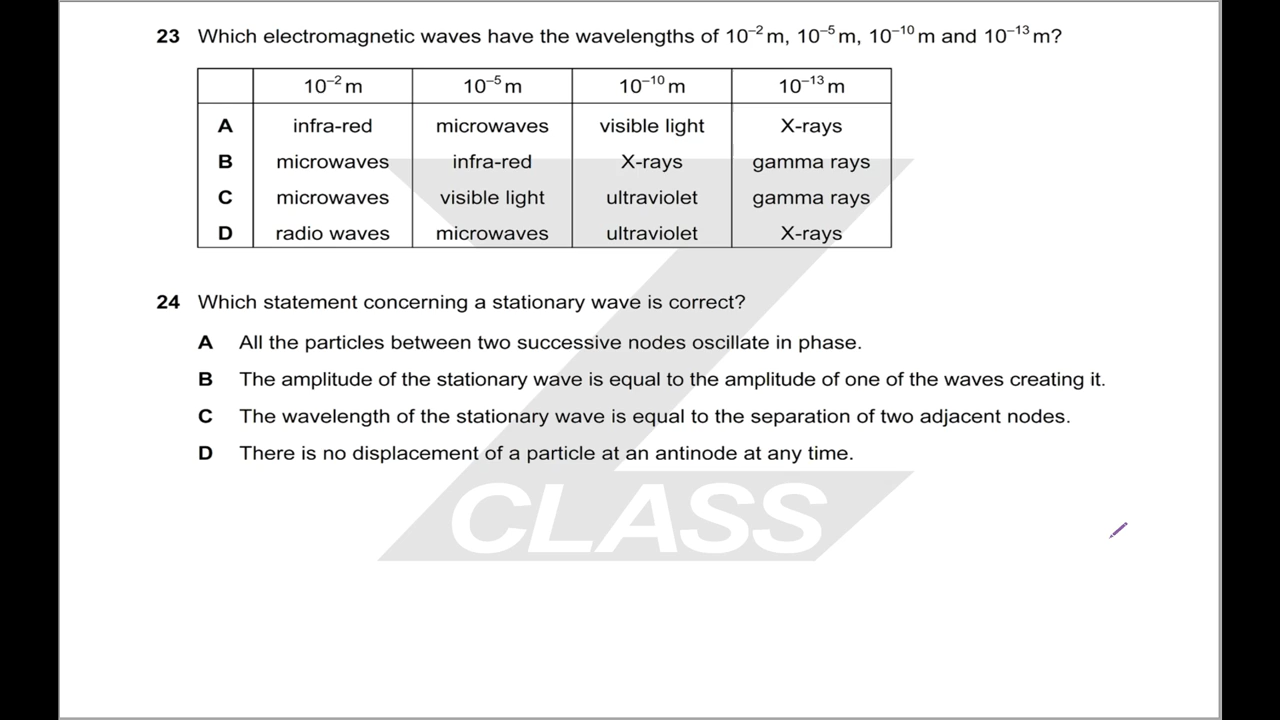 23 Which electromagnetic waves have the wavelengths of 10⁻² m, 10⁻⁵ m, 10⁻¹⁰ m and 10⁻¹³ m?
10⁻² m 10⁻⁵ m 10⁻¹⁰ m 10⁻¹³ m
A infra-red microwaves visible light X-rays
B microwaves infra-red X-rays gamma rays
C microwaves visible light ultraviolet gamma rays
D radio waves microwaves ultraviolet X-rays
24 Which statement concerning a stationary wave is correct?
A All the particles between two successive nodes oscillate in phase.
B The amplitude of the stationary wave is equal to the amplitude of one of the waves creating it.
C The wavelength of the stationary wave is equal to the separation of two adjacent nodes.
D There is no displacement of a particle at an antinode at any time.
CLASS